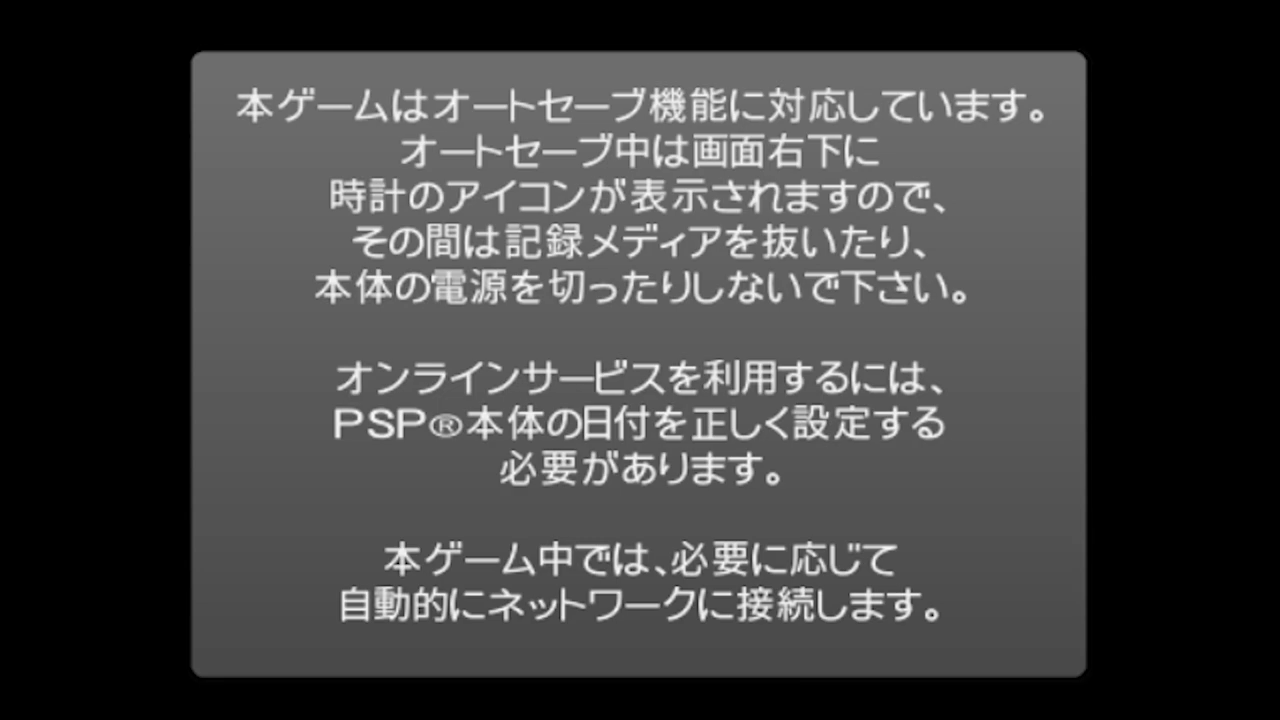 本ゲームはオートセーブ機能に対応しています。
オートセーブ中は画面右下に
時計のアイコンが表示されますので、
その間は記録メディアを抜いたり、
本体の電源を切ったりしないで下さい。
オンラインサービスを利用するには、
PSP®本体の日付を正しく設定する
必要があります。
本ゲーム中では、必要に応じて
自動的にネットワークに接続します。